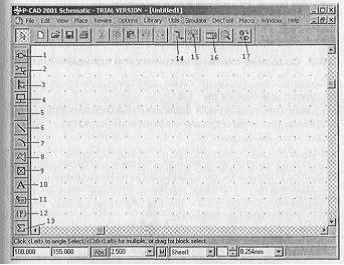 P-CAD 2001 Schematic - TRIAL VERSION - [Untitled1]
File Edit View Place Rewire Options Library Utils Simulate DocTool Macro Window Help
14 15 16 17
1
2
3
4
5
6
7
8
9
10
11
12
13
Click <Left> to single Select, <Ctrl><Left> for multiple, or drag for block select.
100.000 155.000 Abs 2.500 M Sheet1 0.254mm